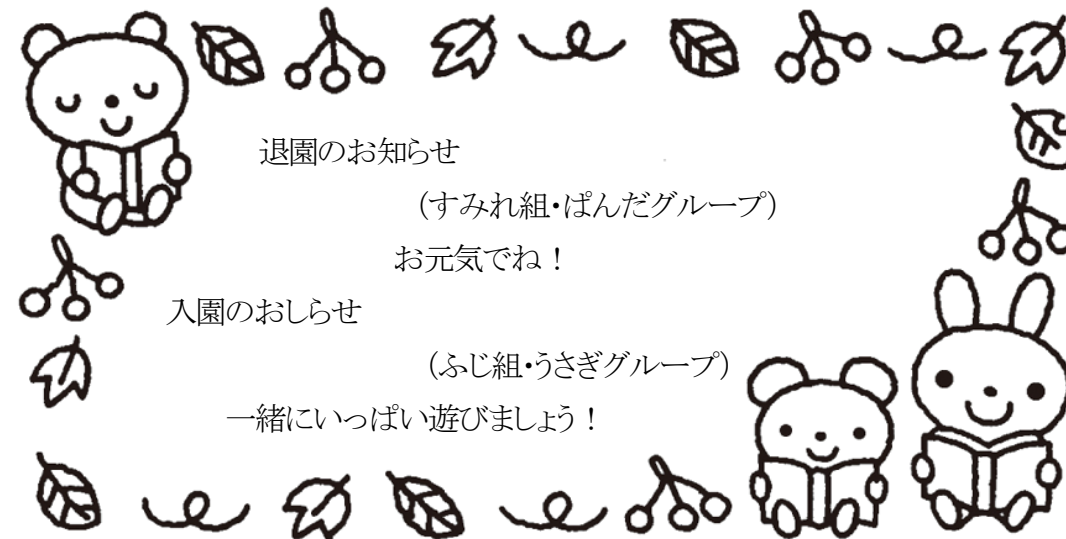 退園のお知らせ
（すみれ組・ぱんだグループ）
お元気でね！
入園のおしらせ
（ふじ組・うさぎグループ）
一緒にいっぱい遊びましょう！